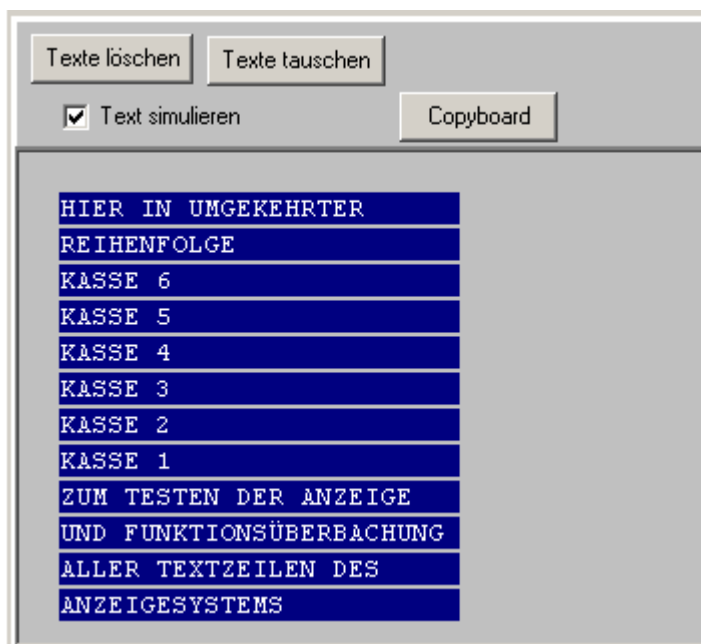 Texte löschen Texte tauschen
Text simulieren Copyboard
HIER IN UMGEKEHRTER
REIHENFOLGE
KASSE 6
KASSE 5
KASSE 4
KASSE 3
KASSE 2
KASSE 1
ZUM TESTEN DER ANZEIGE
UND FUNKTIONSÜBERBACHUNG
ALLER TEXTZEILEN DES
ANZEIGESYSTEMS